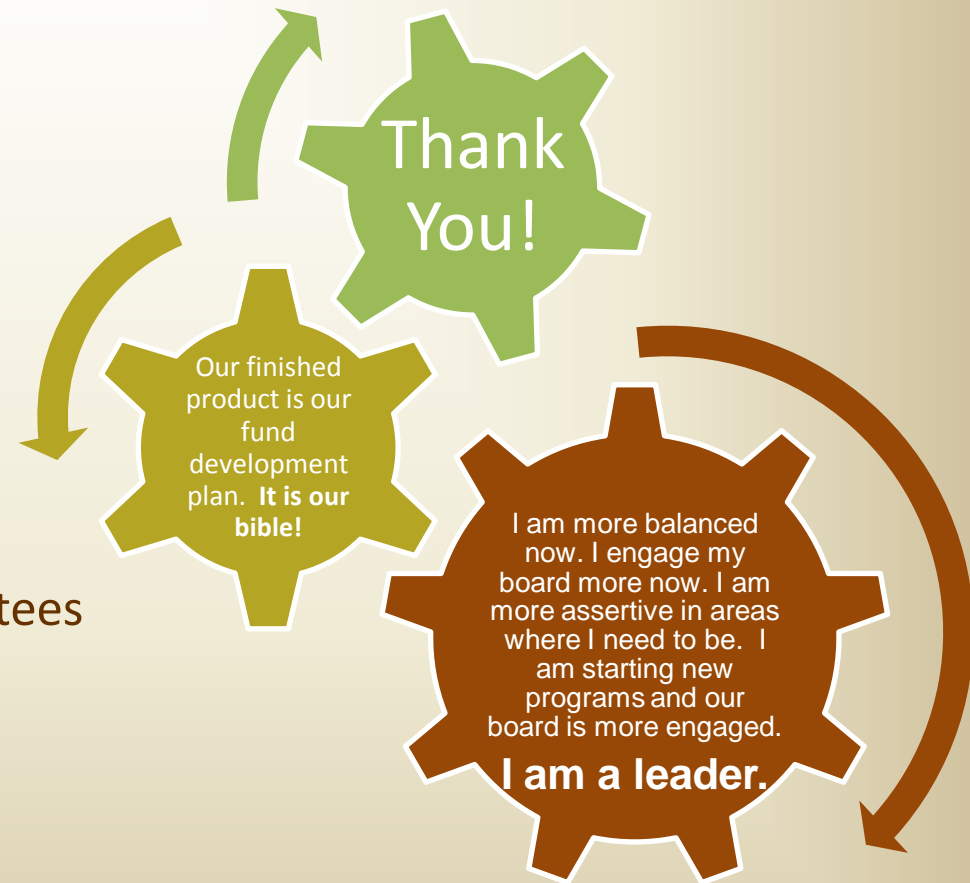 Thank
You!
Our finished
product is our
fund
development
plan.  It is our
bible!
tees
I am more balanced
now. I engage my
board more now. I am
more assertive in areas
where I need to be.  I
am starting new
programs and our
board is more engaged.
I am a leader.